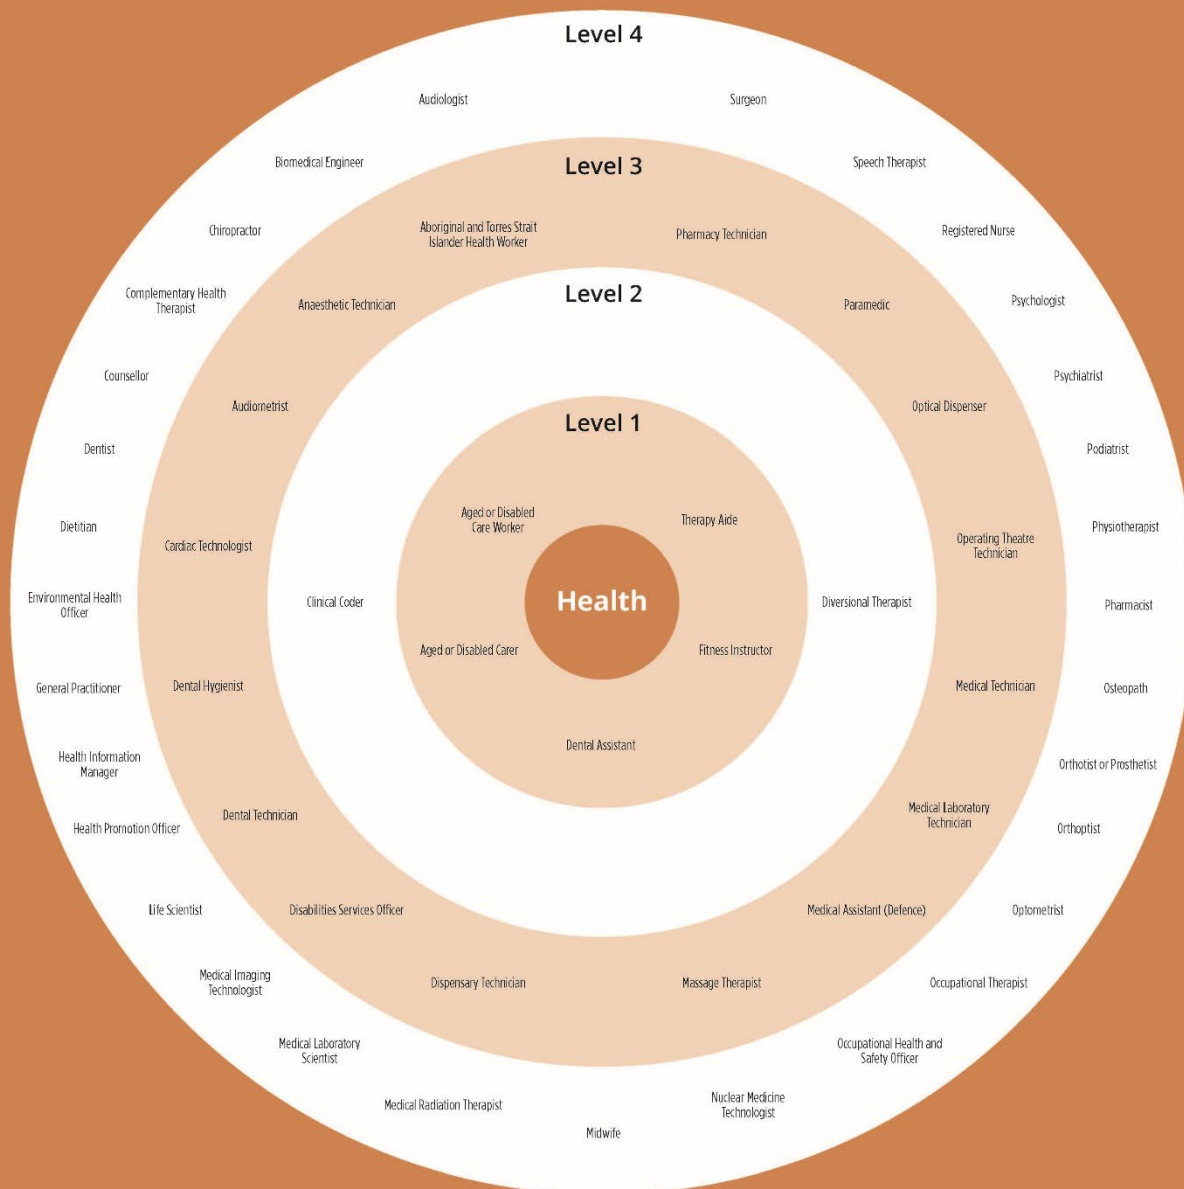 Level 4
Audiologist
Surgeon
Biomedical Engineer
Speech Therapist
Chiropractor
Registered Nurse
Complementary Health
Therapist
Psychologist
Counsellor
Psychiatrist
Dentist
Podiatrist
Dietitian
Physiotherapist
Environmental Health
Officer
Pharmacist
General Practitioner
Osteopath
Health Information
Manager
Orthotist or Prosthetist
Health Promotion Officer
Orthoptist
Life Scientist
Optometrist
Medical Imaging
Technologist
Occupational Therapist
Medical Laboratory
Scientist
Occupational Health and
Safety Officer
Medical Radiation Therapist
Nuclear Medicine
Technologist
Midwife
Level 3
Aboriginal and Torres Strait
Islander Health Worker
Pharmacy Technician
Anaesthetic Technician
Paramedic
Audiometrist
Optical Dispenser
Cardiac Technologist
Operating Theatre
Technician
Dental Hygienist
Medical Technician
Dental Technician
Medical Laboratory
Technician
Disabilities Services Officer
Medical Assistant (Defence)
Dispensary Technician
Massage Therapist
Level 2
Clinical Coder
Diversional Therapist
Level 1
Aged or Disabled
Care Worker
Therapy Aide
Aged or Disabled Carer
Fitness Instructor
Dental Assistant
Health